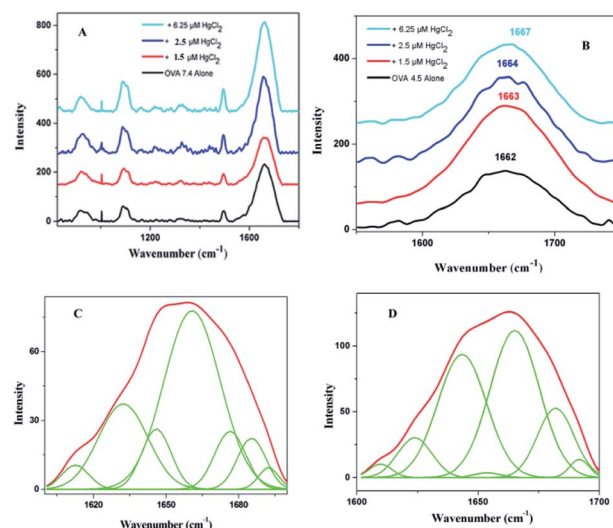 A
+ 6.25 µM HgCl2
+ 2.5 µM HgCl2
+ 1.5 µM HgCl2
OVA 7.4 Alone
800
600
400
200
0
1200
1600
Intensity
Wavenumber (cm-1)
B
+ 6.25 µM HgCl2
+ 2.5 µM HgCl2
+ 1.5 µM HgCl2
OVA 4.5 Alone
1667
1664
1663
1662
400
200
0
1600
1700
Intensity
Wavenumber (cm-1)
C
75
30
0
1620
1650
1680
Intensity
Wavenumber (cm-1)
D
100
50
0
1600
1650
1700
Intensity
Wavenumber (cm-1)